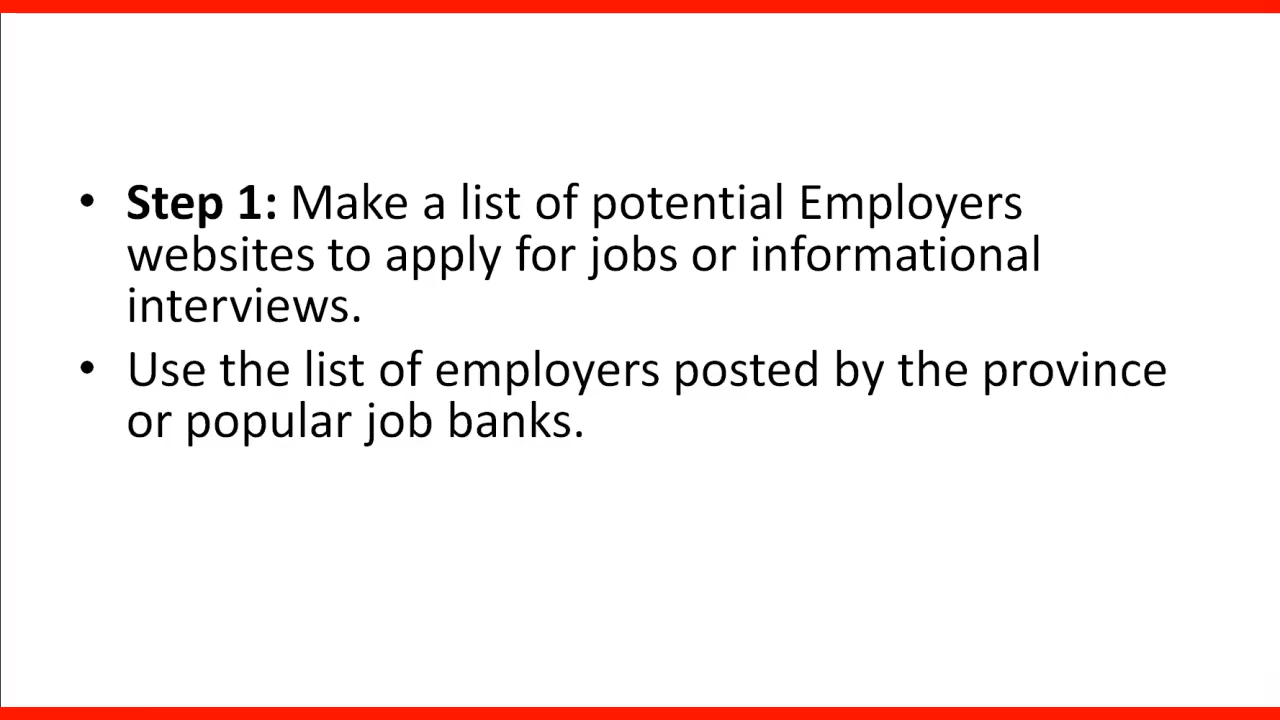 • Step 1: Make a list of potential Employers
websites to apply for jobs or informational
interviews.
• Use the list of employers posted by the province
or popular job banks.